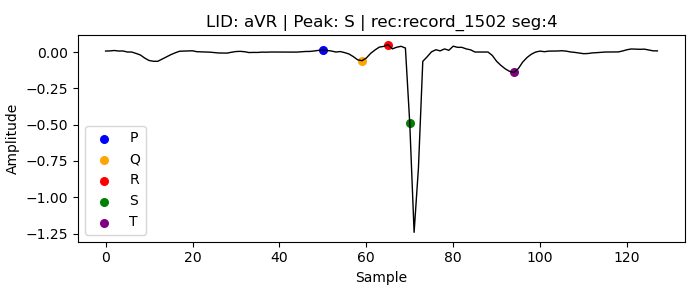 LID: aVR | Peak: S | rec:record_1502 seg:4
0.00
−0.25
−0.50
−0.75
−1.00
−1.25
Amplitude
P
Q
R
S
T
0 20 40 60 80 100 120
Sample